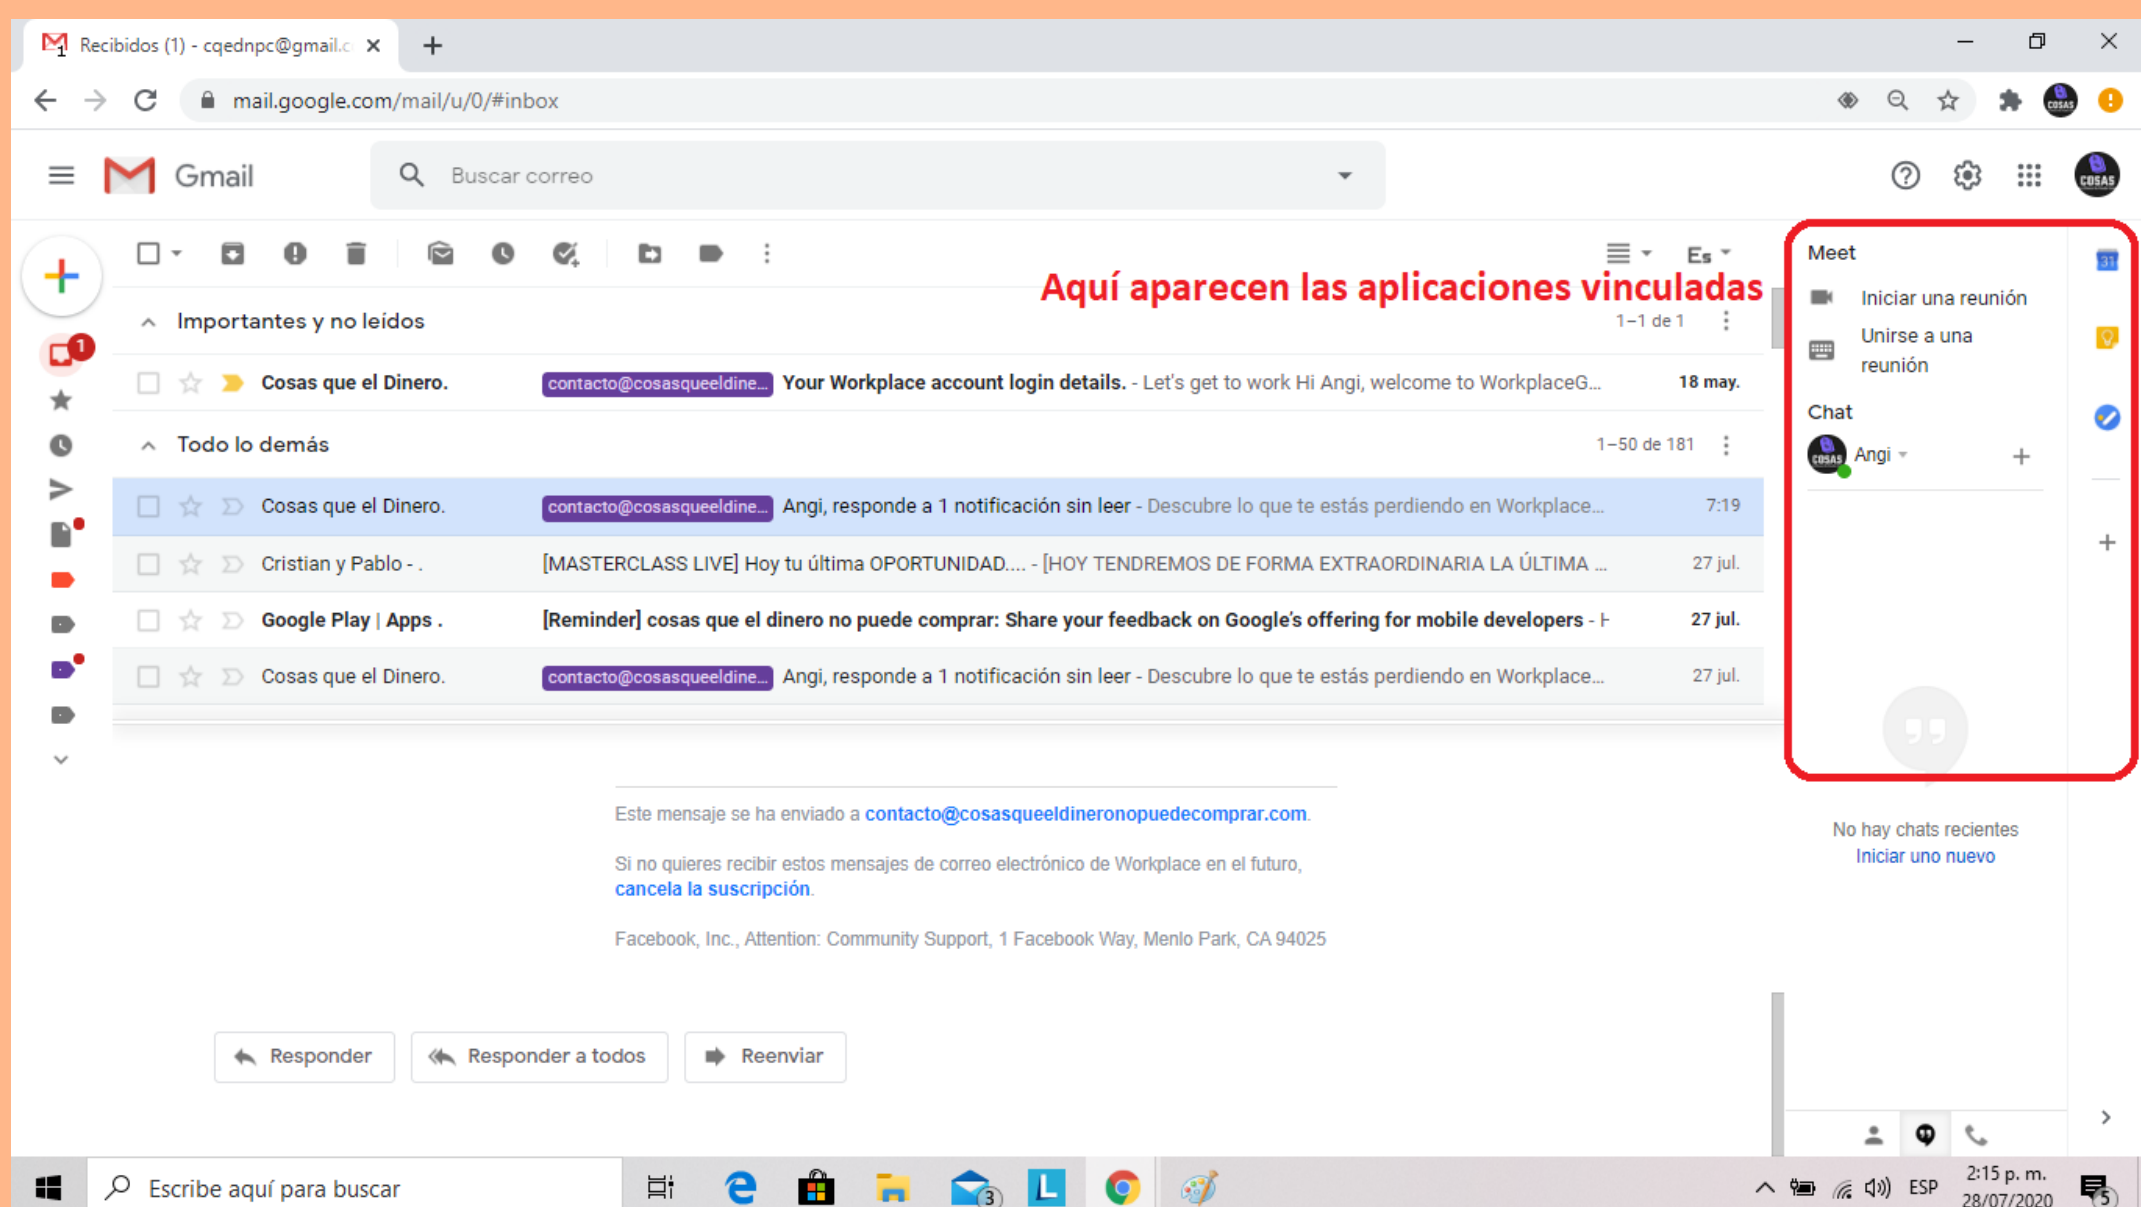 Recibidos (1) - cqednpc@gmail.c
mail.google.com/mail/u/0/#inbox
COSAS
Gmail
Buscar correo
COSAS
Es
Aquí aparecen las aplicaciones vinculadas
Importantes y no leídos
1–1 de 1
1
Cosas que el Dinero.
contacto@cosasqueeldine... Your Workplace account login details. - Let's get to work Hi Angi, welcome to WorkplaceG...
18 may.
Todo lo demás
1–50 de 181
Cosas que el Dinero.
contacto@cosasqueeldine... Angi, responde a 1 notificación sin leer - Descubre lo que te estás perdiendo en Workplace...
7:19
Cristian y Pablo - .
[MASTERCLASS LIVE] Hoy tu última OPORTUNIDAD.... - [HOY TENDREMOS DE FORMA EXTRAORDINARIA LA ÚLTIMA ...
27 jul.
Google Play | Apps .
[Reminder] cosas que el dinero no puede comprar: Share your feedback on Google's offering for mobile developers - H
27 jul.
Cosas que el Dinero.
contacto@cosasqueeldine... Angi, responde a 1 notificación sin leer - Descubre lo que te estás perdiendo en Workplace...
27 jul.
Meet
31
Iniciar una reunión
Unirse a una
reunión
Chat
COSAS
Angi
No hay chats recientes
Iniciar uno nuevo
Este mensaje se ha enviado a contacto@cosasqueeldineronopuedecomprar.com.
Si no quieres recibir estos mensajes de correo electrónico de Workplace en el futuro,
cancela la suscripción.
Facebook, Inc., Attention: Community Support, 1 Facebook Way, Menlo Park, CA 94025
Responder
Responder a todos
Reenviar
Escribe aquí para buscar
3
L
ESP
2:15 p. m.
28/07/2020
5